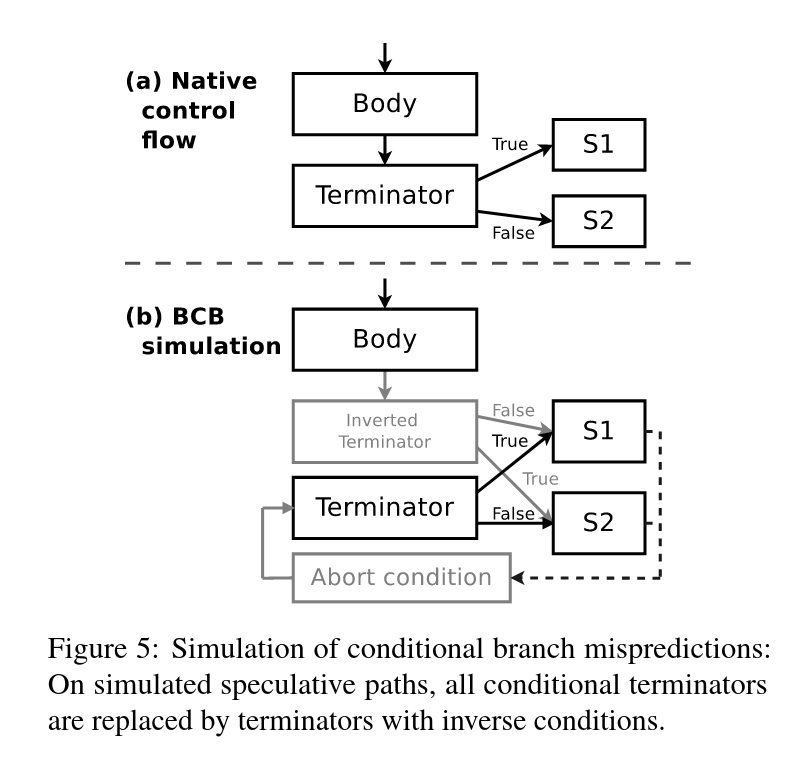 (a) Native
control
flow
Body
Terminator
True
False
S1
S2
(b) BCB
simulation
Body
Inverted
Terminator
False
True
True
False
Terminator
S1
S2
Abort condition
Figure 5: Simulation of conditional branch mispredictions:
On simulated speculative paths, all conditional terminators
are replaced by terminators with inverse conditions.